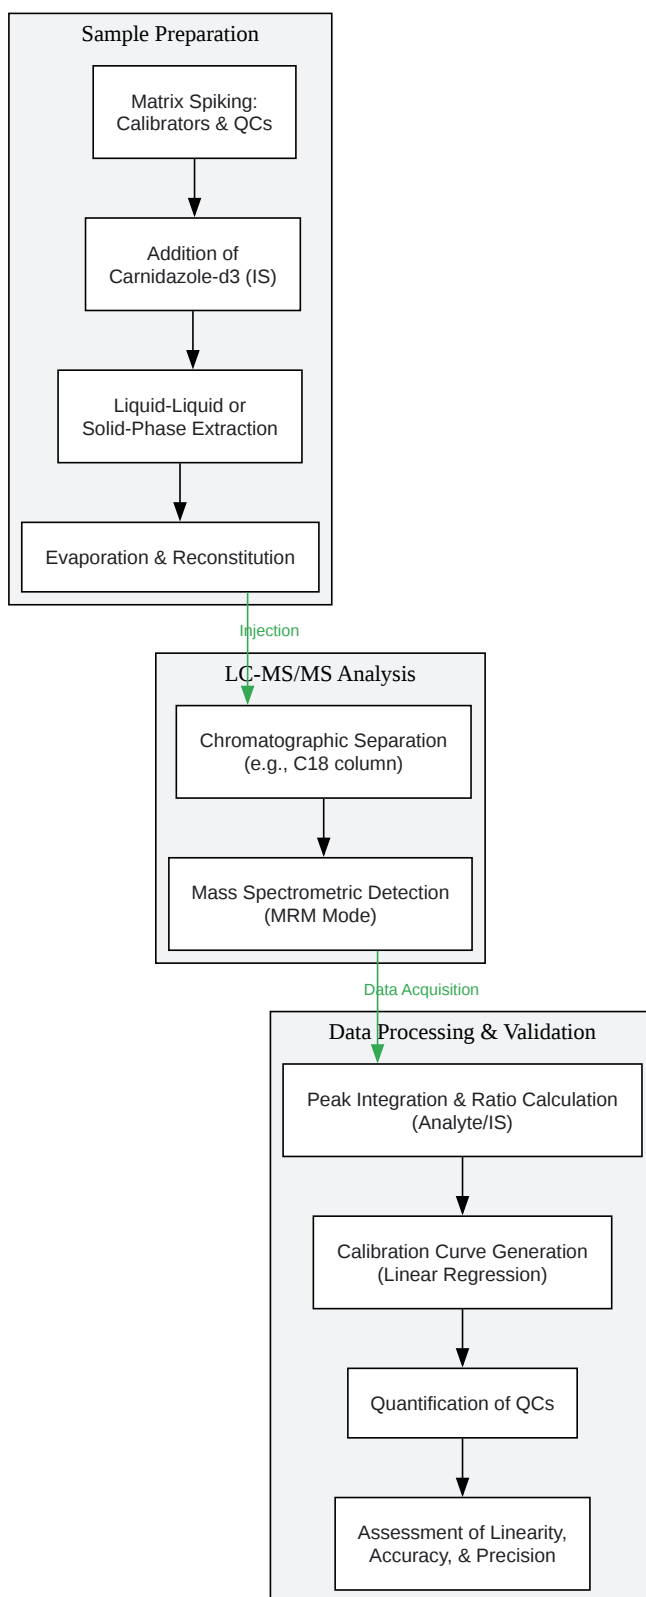 Sample Preparation
Matrix Spiking:
Calibrators & QCs
Addition of
Carnidazole-d3 (IS)
Liquid-Liquid or
Solid-Phase Extraction
Evaporation & Reconstitution
Injection
LC-MS/MS Analysis
Chromatographic Separation
(e.g., C18 column)
Mass Spectrometric Detection
(MRM Mode)
Data Acquisition
Data Processing & Validation
Peak Integration & Ratio Calculation
(Analyte/IS)
Calibration Curve Generation
(Linear Regression)
Quantification of QCs
Assessment of Linearity,
Accuracy, & Precision